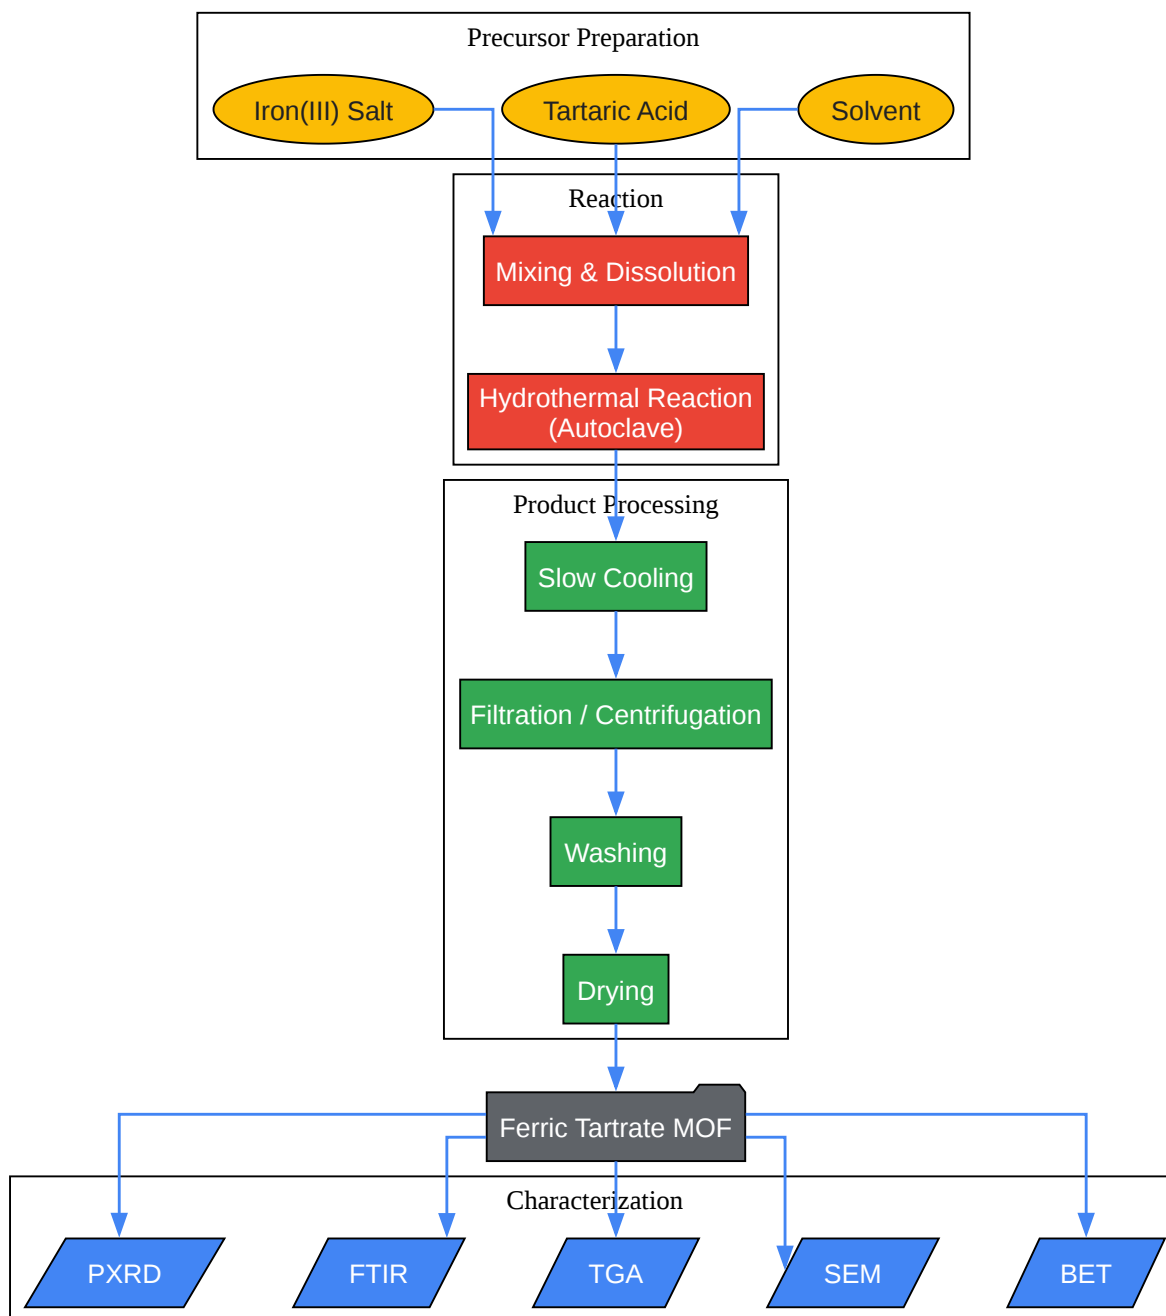 Precursor Preparation
Iron(III) Salt
Tartaric Acid
Solvent
Reaction
Mixing & Dissolution
Hydrothermal Reaction
(Autoclave)
Product Processing
Slow Cooling
Filtration / Centrifugation
Washing
Drying
Ferric Tartrate MOF
Characterization
PXRD
FTIR
TGA
SEM
BET